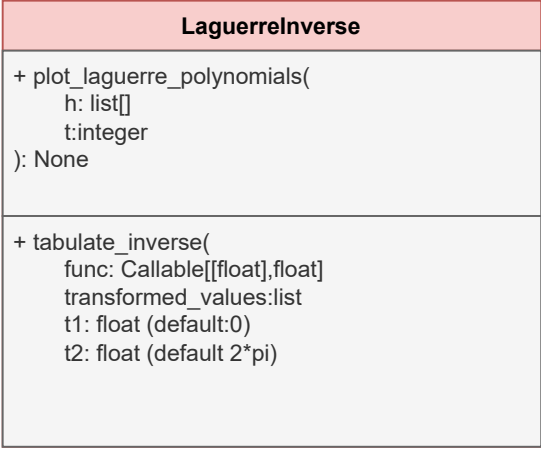 LaguerreInverse
+ plot_laguerre_polynomials(
h: list[]
t:integer
): None
+ tabulate_inverse(
func: Callable[[float],float]
transformed_values:list
t1: float (default:0)
t2: float (default 2*pi)